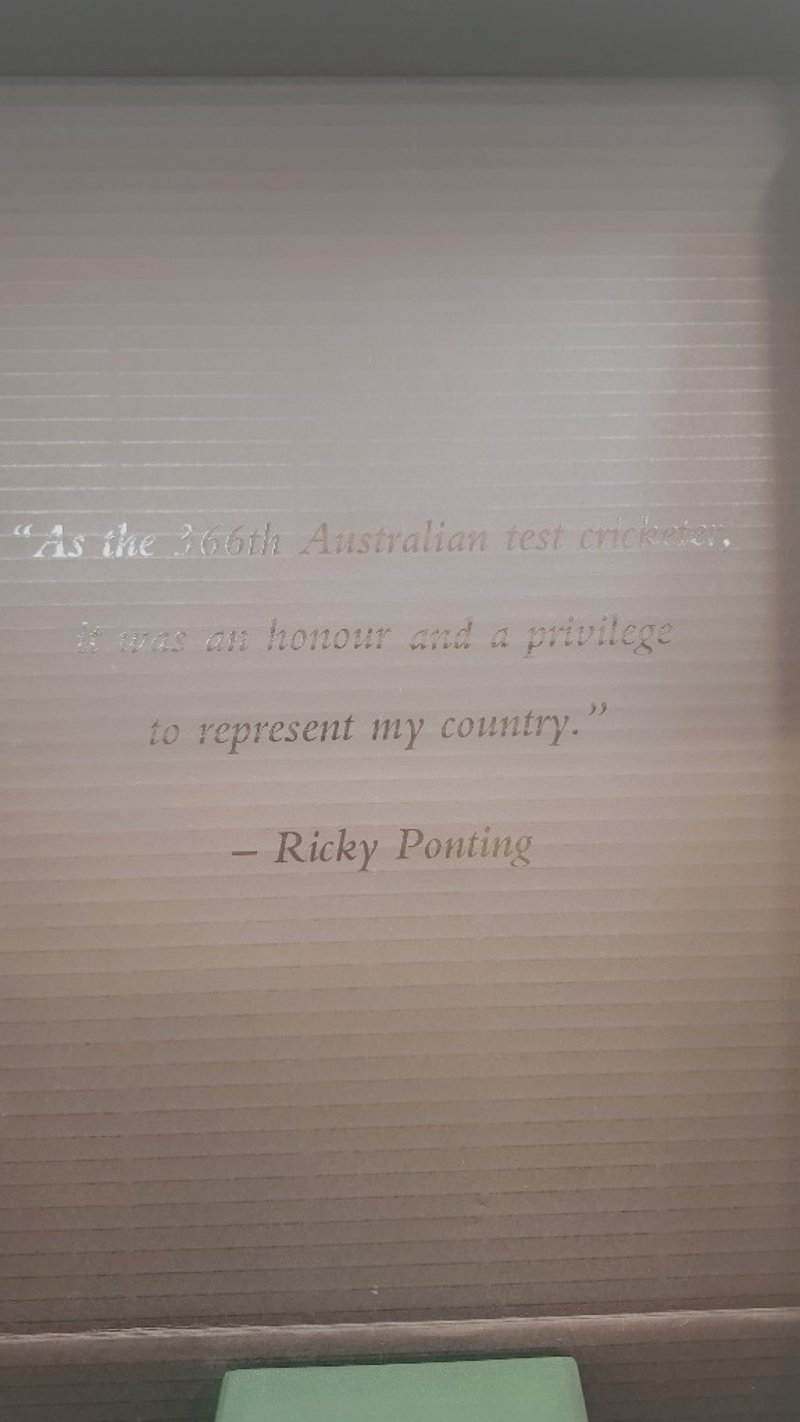 “As the 366th Australian test cricketer,
it was an honour and a privilege
to represent my country.”
– Ricky Ponting